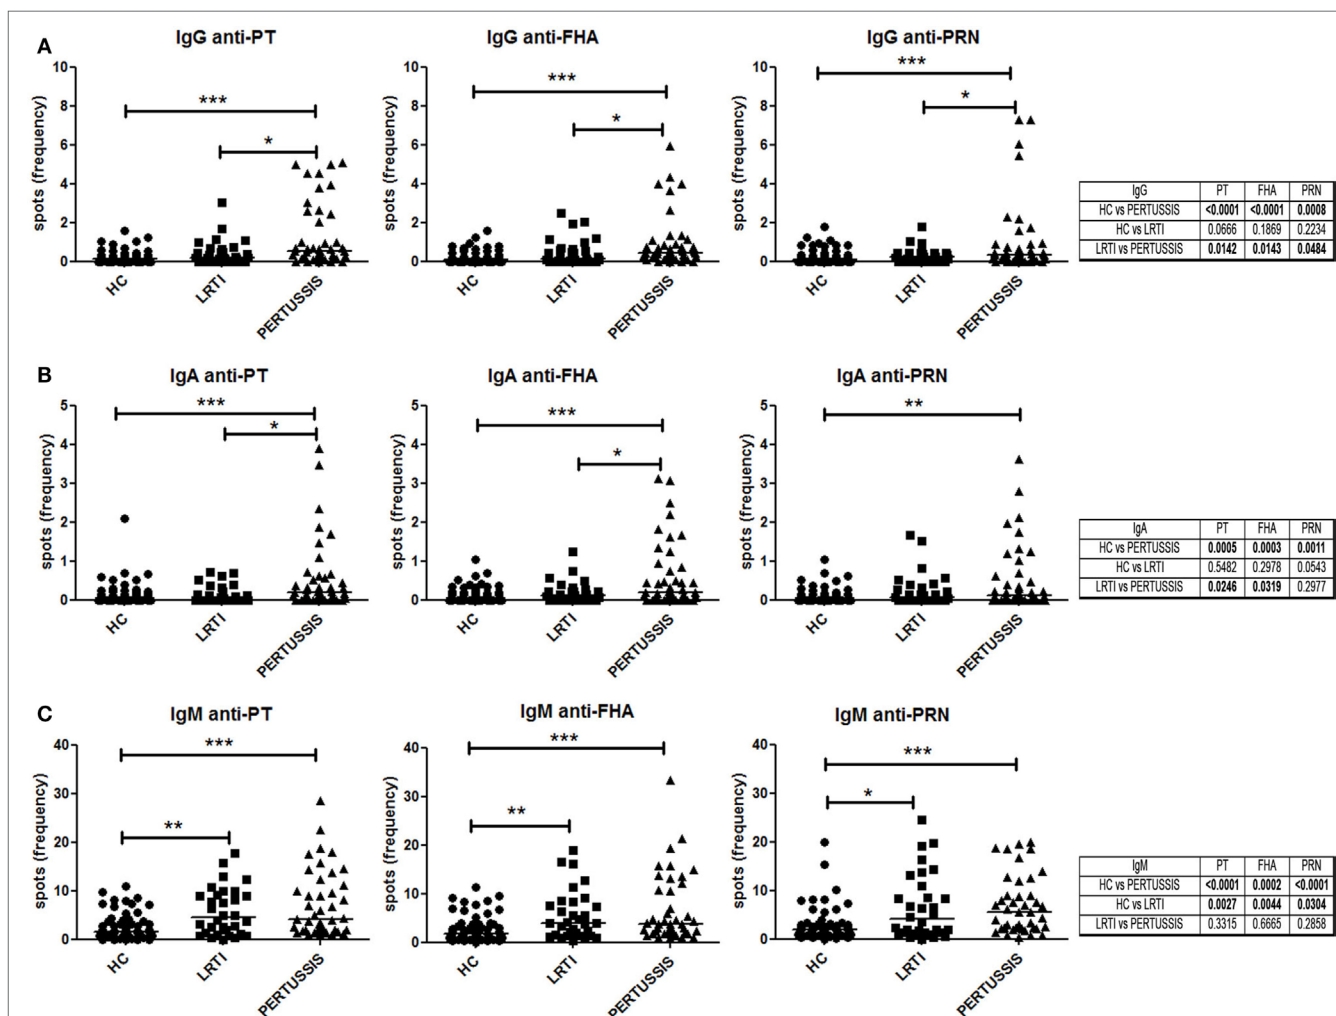 A
IgG anti-PT
IgG anti-FHA
IgG anti-PRN
spots (frequency)
10
8
6
4
2
0
***
*
HC
LRTI
PERTUSSIS
spots (frequency)
10
8
6
4
2
0
***
*
HC
LRTI
PERTUSSIS
spots (frequency)
10
8
6
4
2
0
***
*
HC
LRTI
PERTUSSIS
IgG PT FHA PRN
HC vs PERTUSSIS <0.0001 <0.0001 0.0008
HC vs LRTI 0.0666 0.1869 0.2234
LRTI vs PERTUSSIS 0.0142 0.0143 0.0484
B
IgA anti-PT
IgA anti-FHA
IgA anti-PRN
spots (frequency)
5
4
3
2
1
0
***
*
HC
LRTI
PERTUSSIS
spots (frequency)
5
4
3
2
1
0
***
*
HC
LRTI
PERTUSSIS
spots (frequency)
5
4
3
2
1
0
**
HC
LRTI
PERTUSSIS
IgA PT FHA PRN
HC vs PERTUSSIS 0.0005 0.0003 0.0011
HC vs LRTI 0.5482 0.2978 0.0543
LRTI vs PERTUSSIS 0.0246 0.0319 0.2977
C
IgM anti-PT
IgM anti-FHA
IgM anti-PRN
spots (frequency)
40
30
20
10
0
***
**
HC
LRTI
PERTUSSIS
spots (frequency)
40
30
20
10
0
***
**
HC
LRTI
PERTUSSIS
spots (frequency)
40
30
20
10
0
***
*
HC
LRTI
PERTUSSIS
IgM PT FHA PRN
HC vs PERTUSSIS <0.0001 0.0002 <0.0001
HC vs LRTI 0.0027 0.0044 0.0304
LRTI vs PERTUSSIS 0.3315 0.6665 0.2858